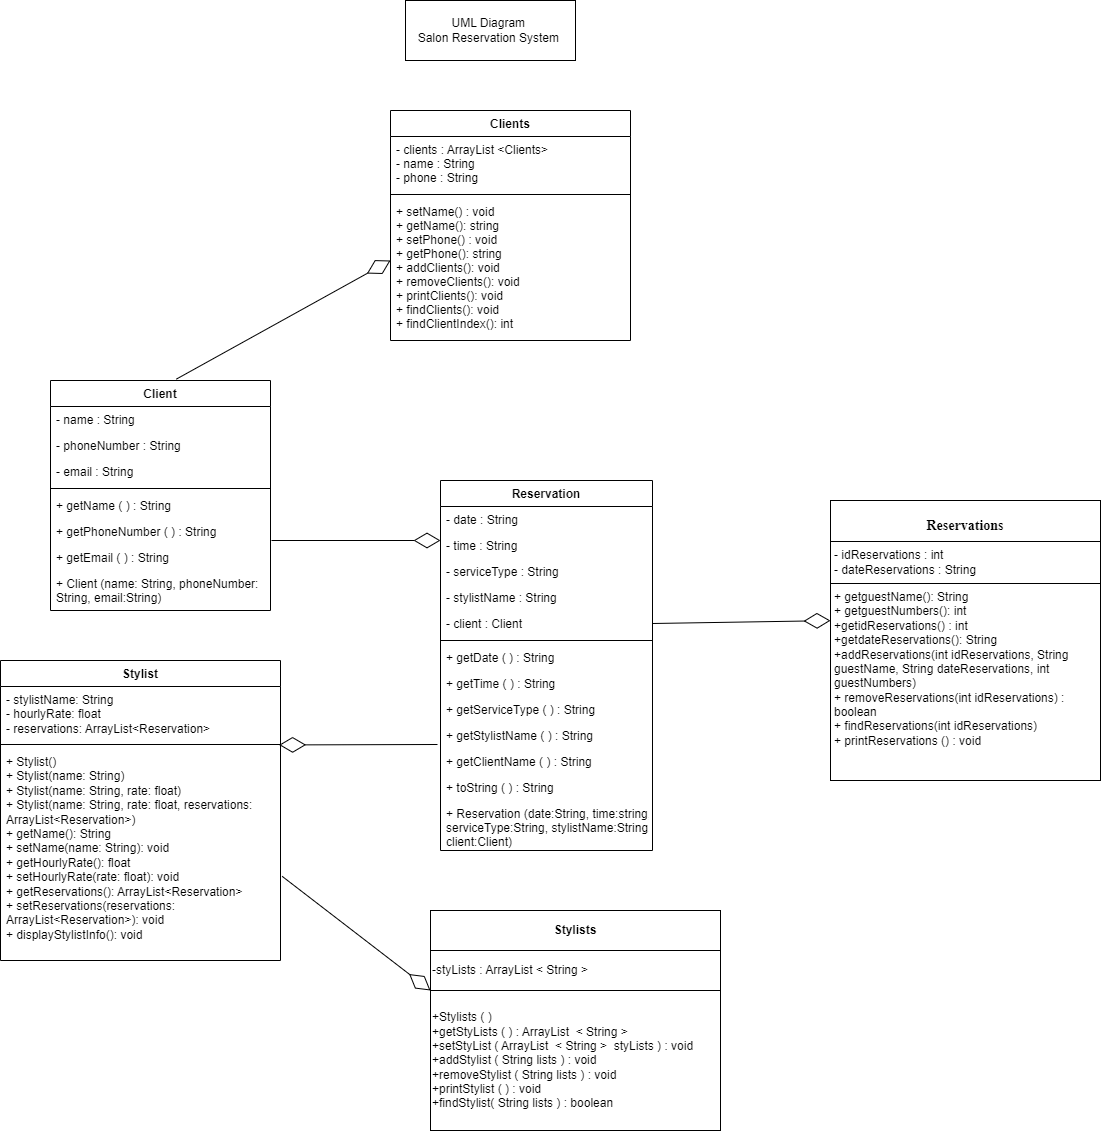 UML Diagram
Salon Reservation System
Clients
- clients : ArrayList <Clients>
- name : String
- phone : String
+ setName() : void
+ getName(): string
+ setPhone() : void
+ getPhone(): string
+ addClients(): void
+ removeClients(): void
+ printClients(): void
+ findClients(): void
+ findClientIndex(): int
Client
- name : String
- phoneNumber : String
- email : String
+ getName ( ) : String
+ getPhoneNumber ( ) : String
+ getEmail ( ) : String
+ Client (name: String, phoneNumber:
String, email:String)
Reservation
- date : String
- time : String
- serviceType : String
- stylistName : String
- client : Client
+ getDate ( ) : String
+ getTime ( ) : String
+ getServiceType ( ) : String
+ getStylistName ( ) : String
+ getClientName ( ) : String
+ toString ( ) : String
+ Reservation (date:String, time:string
serviceType:String, stylistName:String
client:Client)
Reservations
- idReservations : int
- dateReservations : String
+ getguestName(): String
+ getguestNumbers(): int
+getidReservations() : int
+getdateReservations(): String
+addReservations(int idReservations, String
guestName, String dateReservations, int
guestNumbers)
+ removeReservations(int idReservations) :
boolean
+ findReservations(int idReservations)
+ printReservations () : void
Stylist
- stylistName: String
- hourlyRate: float
- reservations: ArrayList<Reservation>
+ Stylist()
+ Stylist(name: String)
+ Stylist(name: String, rate: float)
+ Stylist(name: String, rate: float, reservations:
ArrayList<Reservation>)
+ getName(): String
+ setName(name: String): void
+ getHourlyRate(): float
+ setHourlyRate(rate: float): void
+ getReservations(): ArrayList<Reservation>
+ setReservations(reservations:
ArrayList<Reservation>): void
+ displayStylistInfo(): void
Stylists
-styLists : ArrayList < String >
+Stylists ( )
+getStyLists ( ) : ArrayList < String >
+setStyList ( ArrayList < String > styLists ) : void
+addStylist ( String lists ) : void
+removeStylist ( String lists ) : void
+printStylist ( ) : void
+findStylist( String lists ) : boolean